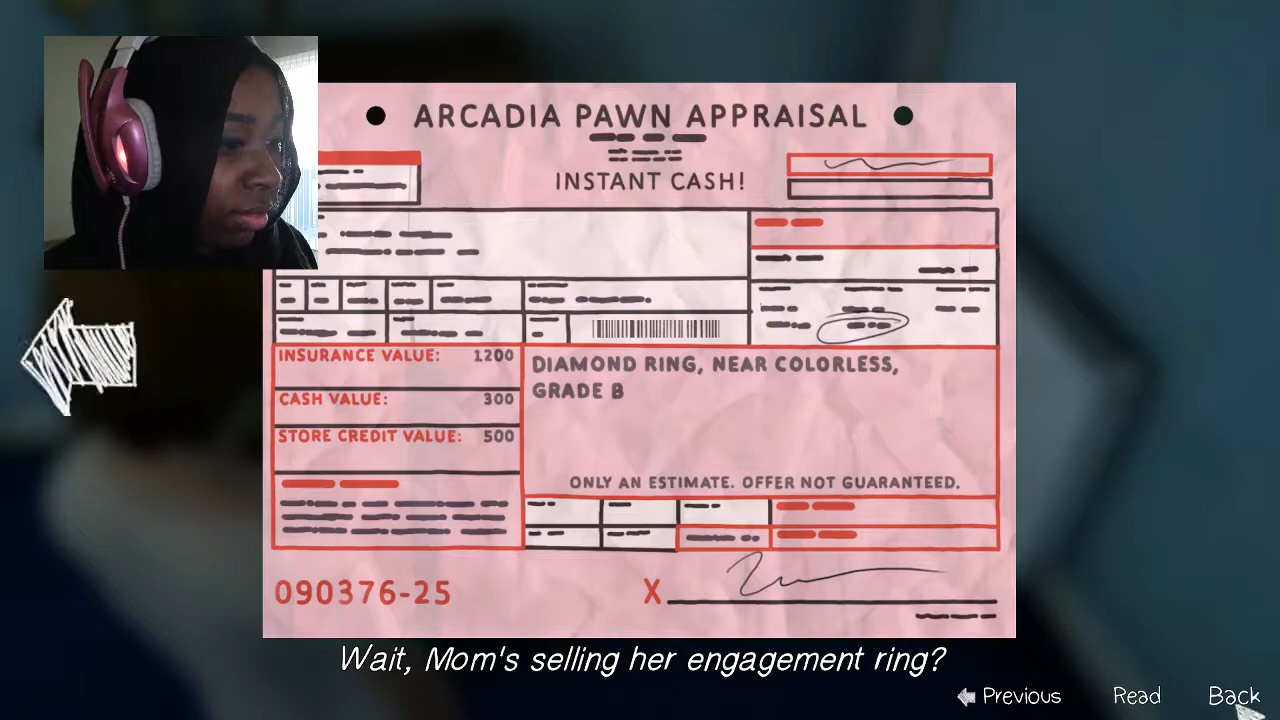 ARCADIA PAWN APPRAISAL
INSTANT CASH!
INSURANCE VALUE: 1200
CASH VALUE: 300
STORE CREDIT VALUE: 500
DIAMOND RING, NEAR COLORLESS,
GRADE B
ONLY AN ESTIMATE. OFFER NOT GUARANTEED.
090376-25
X
Wait, Mom's selling her engagement ring?
Previous Read Back